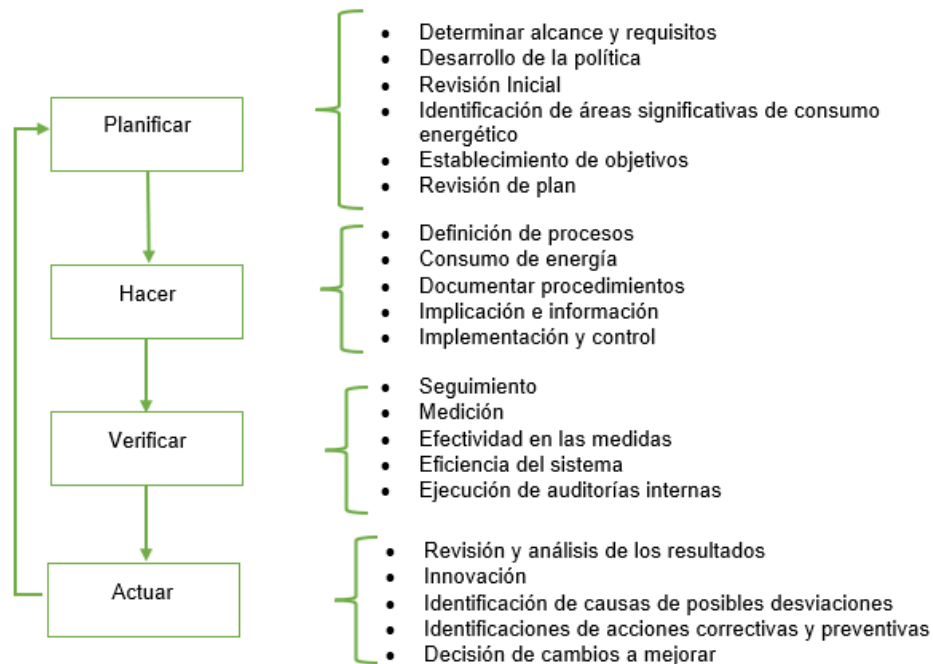 Planificar
• Determinar alcance y requisitos
• Desarrollo de la política
• Revisión Inicial
• Identificación de áreas significativas de consumo
energético
• Establecimiento de objetivos
• Revisión de plan
Hacer
• Definición de procesos
• Consumo de energía
• Documentar procedimientos
• Implicación e información
• Implementación y control
Verificar
• Seguimiento
• Medición
• Efectividad en las medidas
• Eficiencia del sistema
• Ejecución de auditorías internas
Actuar
• Revisión y análisis de los resultados
• Innovación
• Identificación de causas de posibles desviaciones
• Identificaciones de acciones correctivas y preventivas
• Decisión de cambios a mejorar